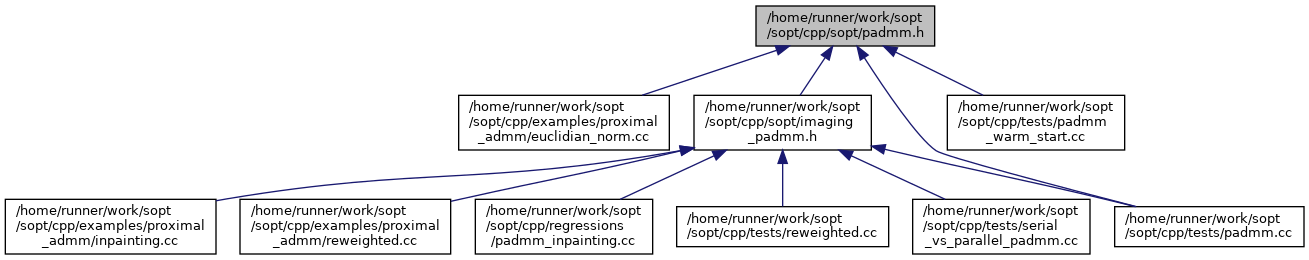 /home/runner/work/sopt
/sopt/cpp/sopt/padmm.h
/home/runner/work/sopt
/sopt/cpp/examples/proximal
_admm/euclidian_norm.cc
/home/runner/work/sopt
/sopt/cpp/sopt/imaging
_padmm.h
/home/runner/work/sopt
/sopt/cpp/tests/padmm
_warm_start.cc
/home/runner/work/sopt
/sopt/cpp/examples/proximal
_admm/inpainting.cc
/home/runner/work/sopt
/sopt/cpp/examples/proximal
_admm/reweighted.cc
/home/runner/work/sopt
/sopt/cpp/regressions
/padmm_inpainting.cc
/home/runner/work/sopt
/sopt/cpp/tests/reweighted.cc
/home/runner/work/sopt
/sopt/cpp/tests/serial
_vs_parallel_padmm.cc
/home/runner/work/sopt
/sopt/cpp/tests/padmm.cc